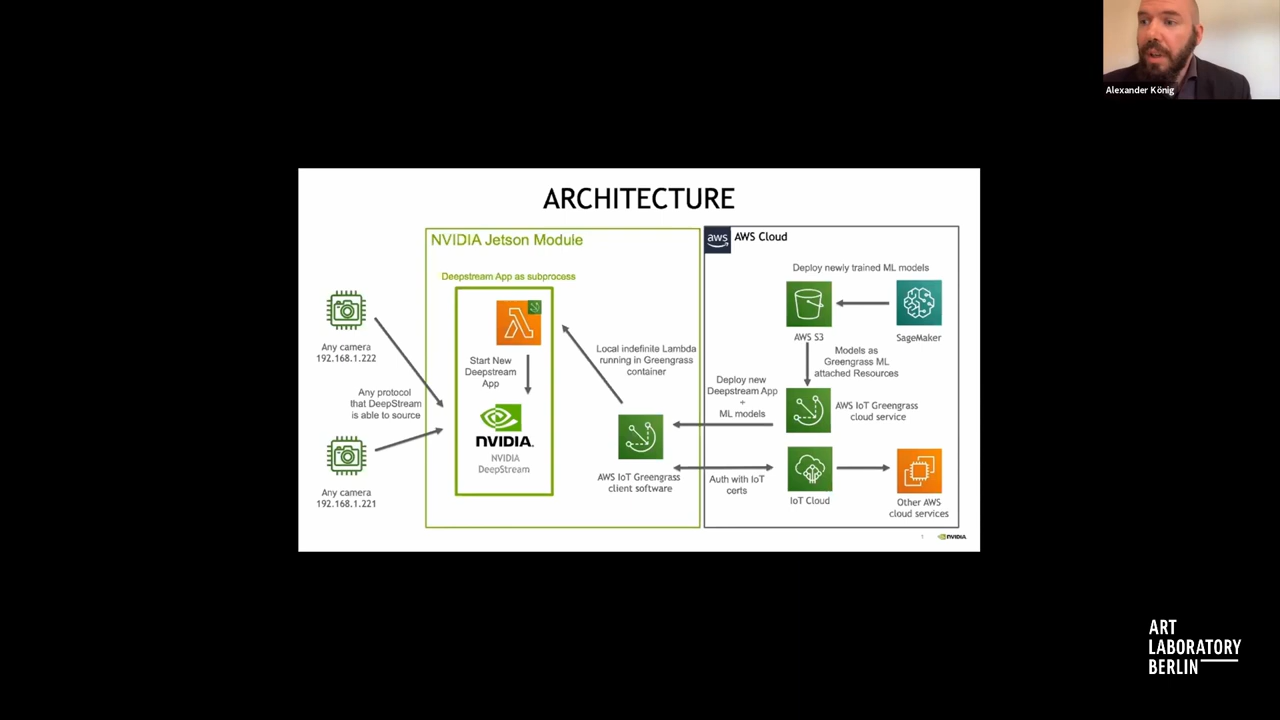 Alexander König
ARCHITECTURE
NVIDIA Jetson Module
Deepstream App as subprocess
Any camera
192.168.1.222
Any protocol
that DeepStream
is able to source
Any camera
192.168.1.221
Start New
Deepstream
App
NVIDIA.
NVIDIA
DeepStream
Local indefinite Lambda
running in Greengrass
container
AWS IoT Greengrass
client software
aws
AWS Cloud
Deploy newly trained ML models
AWS S3
SageMaker
Models as
Greengrass ML
attached Resources
Deploy new
Deepstream App
+
ML models
AWS IoT Greengrass
cloud service
Auth with IoT
certs
IoT Cloud
Other AWS
cloud services
1
NVIDIA
ART
LABORATORY
BERLIN